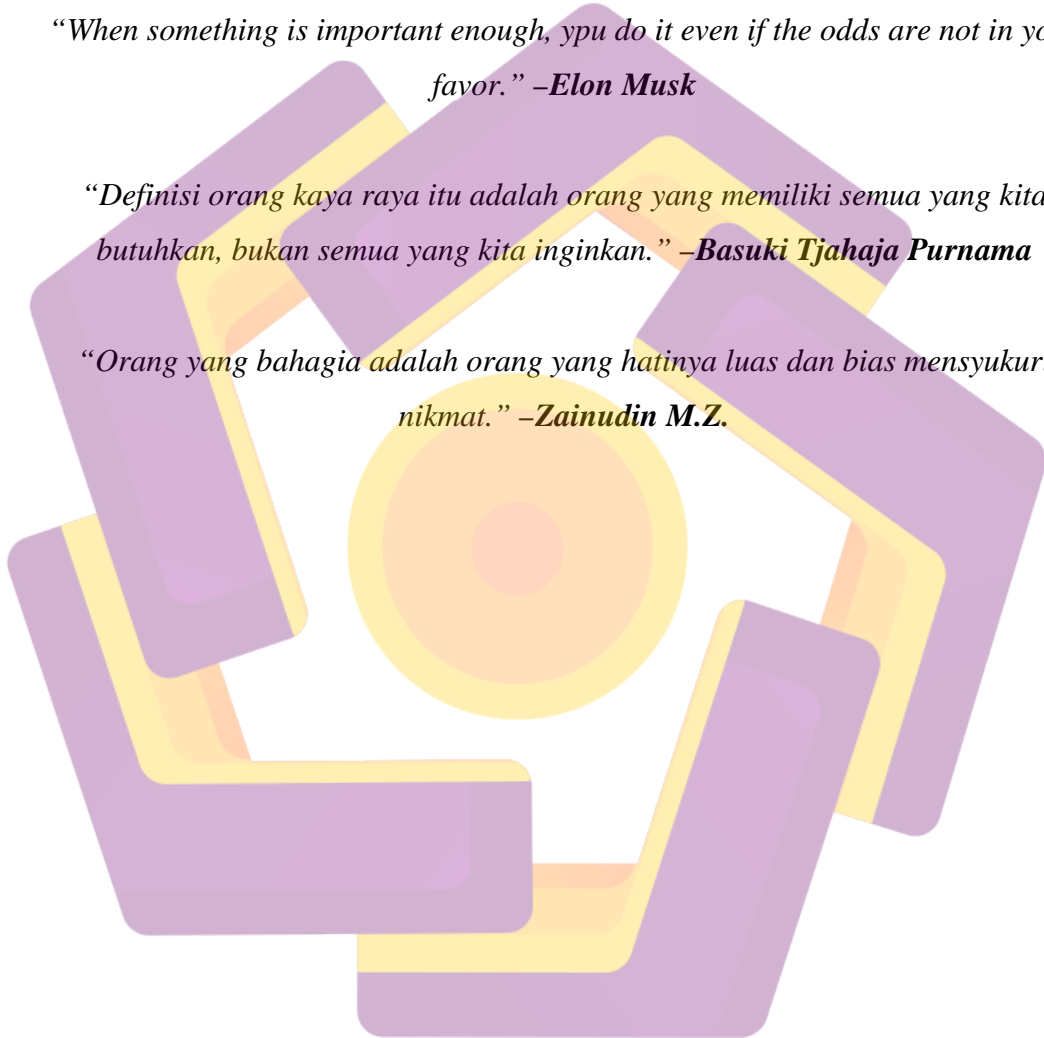 “When something is important enough, ypu do it even if the odds are not in yo
favor.” –Elon Musk
“Definisi orang kaya raya itu adalah orang yang memiliki semua yang kita
butuhkan, bukan semua yang kita inginkan.” –Basuki Tjahaja Purnama
“Orang yang bahagia adalah orang yang hatinya luas dan bias mensyukur
nikmat.” –Zainudin M.Z.